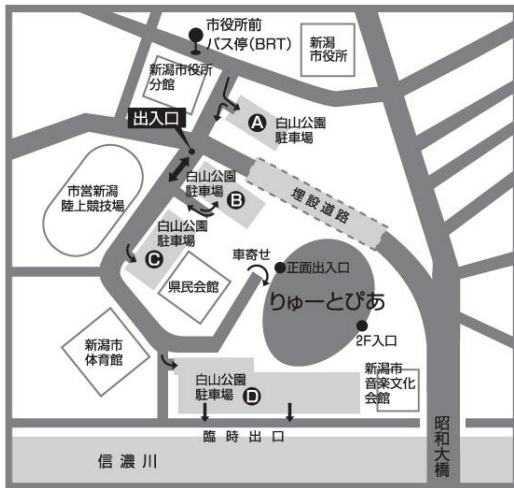 市役所前
バス停(BRT)
新潟
市役所
新潟市役所
分館
出入口
A
白山公園
駐車場
市営新潟
陸上競技場
白山公園
駐車場
B
埋設道路
白山公園
駐車場
C
車寄せ
正面出入口
県民会館
りゅーとぴあ
2F入口
新潟市
体育館
白山公園
駐車場
D
新潟市
音楽文化
会館
臨時出口
昭和大橋
信濃川